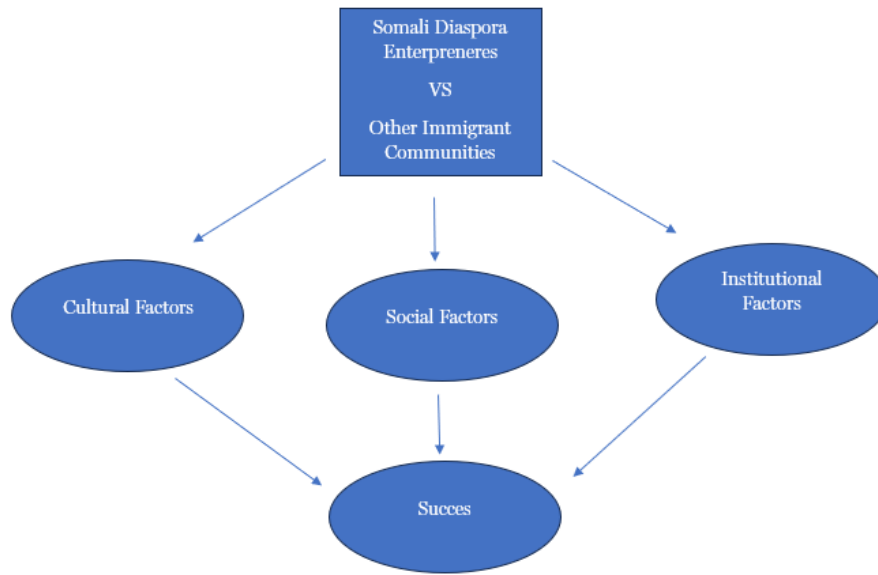 Somali Diaspora
Enterpreneres
VS
Other Immigrant
Communities
Cultural Factors
Social Factors
Institutional
Factors
Succes